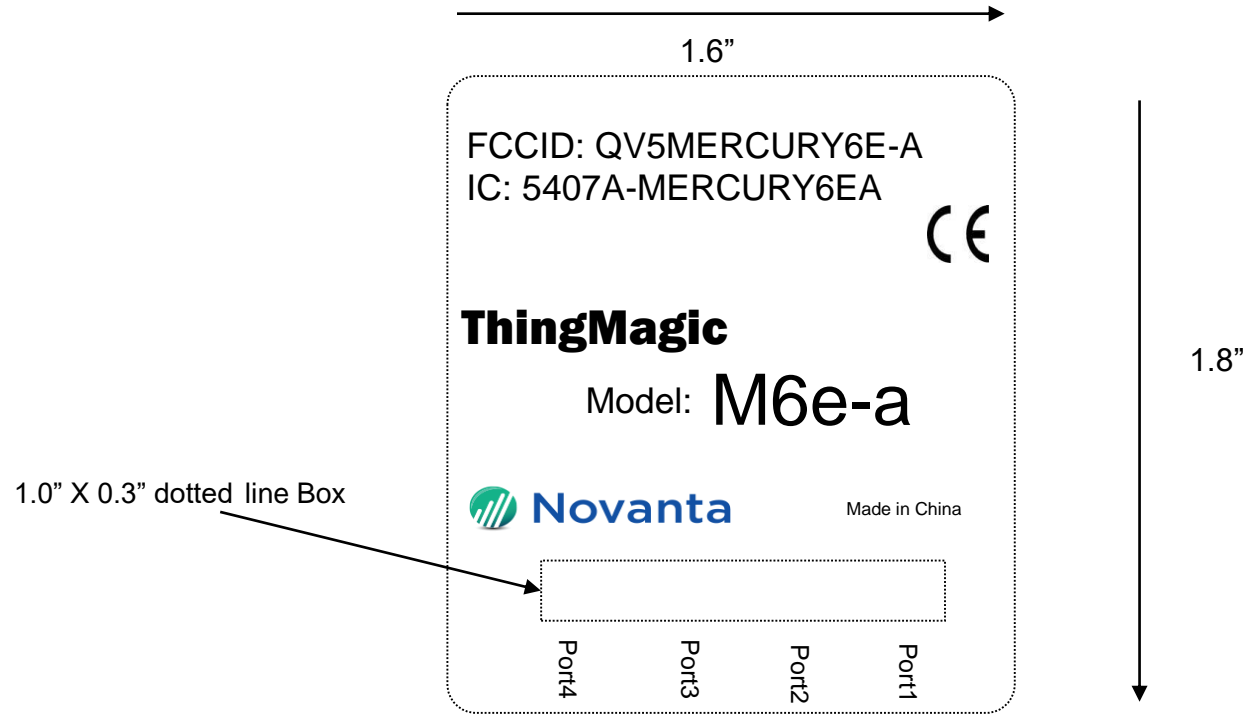 1.6”
FCCID: QV5MERCURY6E-A
IC: 5407A-MERCURY6EA
CE
ThingMagic
1.8”
Model: M6e-a
1.0” X 0.3” dotted line Box
Novanta
Made in China
Port4
Port3
Port2
Port1